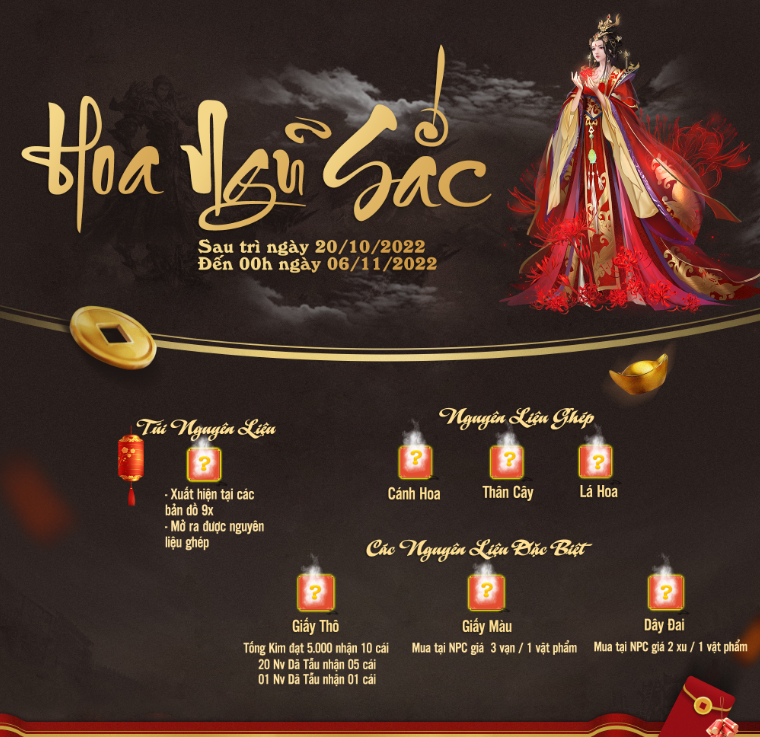 Hoa Ngũ Sắc
Sau trì ngày 20/10/2022
Đến 00h ngày 06/11/2022
Túi Nguyên Liệu
?
- Xuất hiện tại các
bản đồ 9x
- Mở ra được nguyên
liệu ghép
Nguyên Liệu Ghép
? ? ?
Cánh Hoa Thân Cây Lá Hoa
Các Nguyên Liệu Đặc Biệt
? ? ?
Giấy Thô Giấy Màu Dây Đai
Tống Kim đạt 5.000 nhận 10 cái
20 Nv Dã Tẩu nhận 05 cái
01 Nv Dã Tẩu nhận 01 cái
Mua tại NPC giá 3 vạn / 1 vật phẩm
Mua tại NPC giá 2 xu / 1 vật phẩm